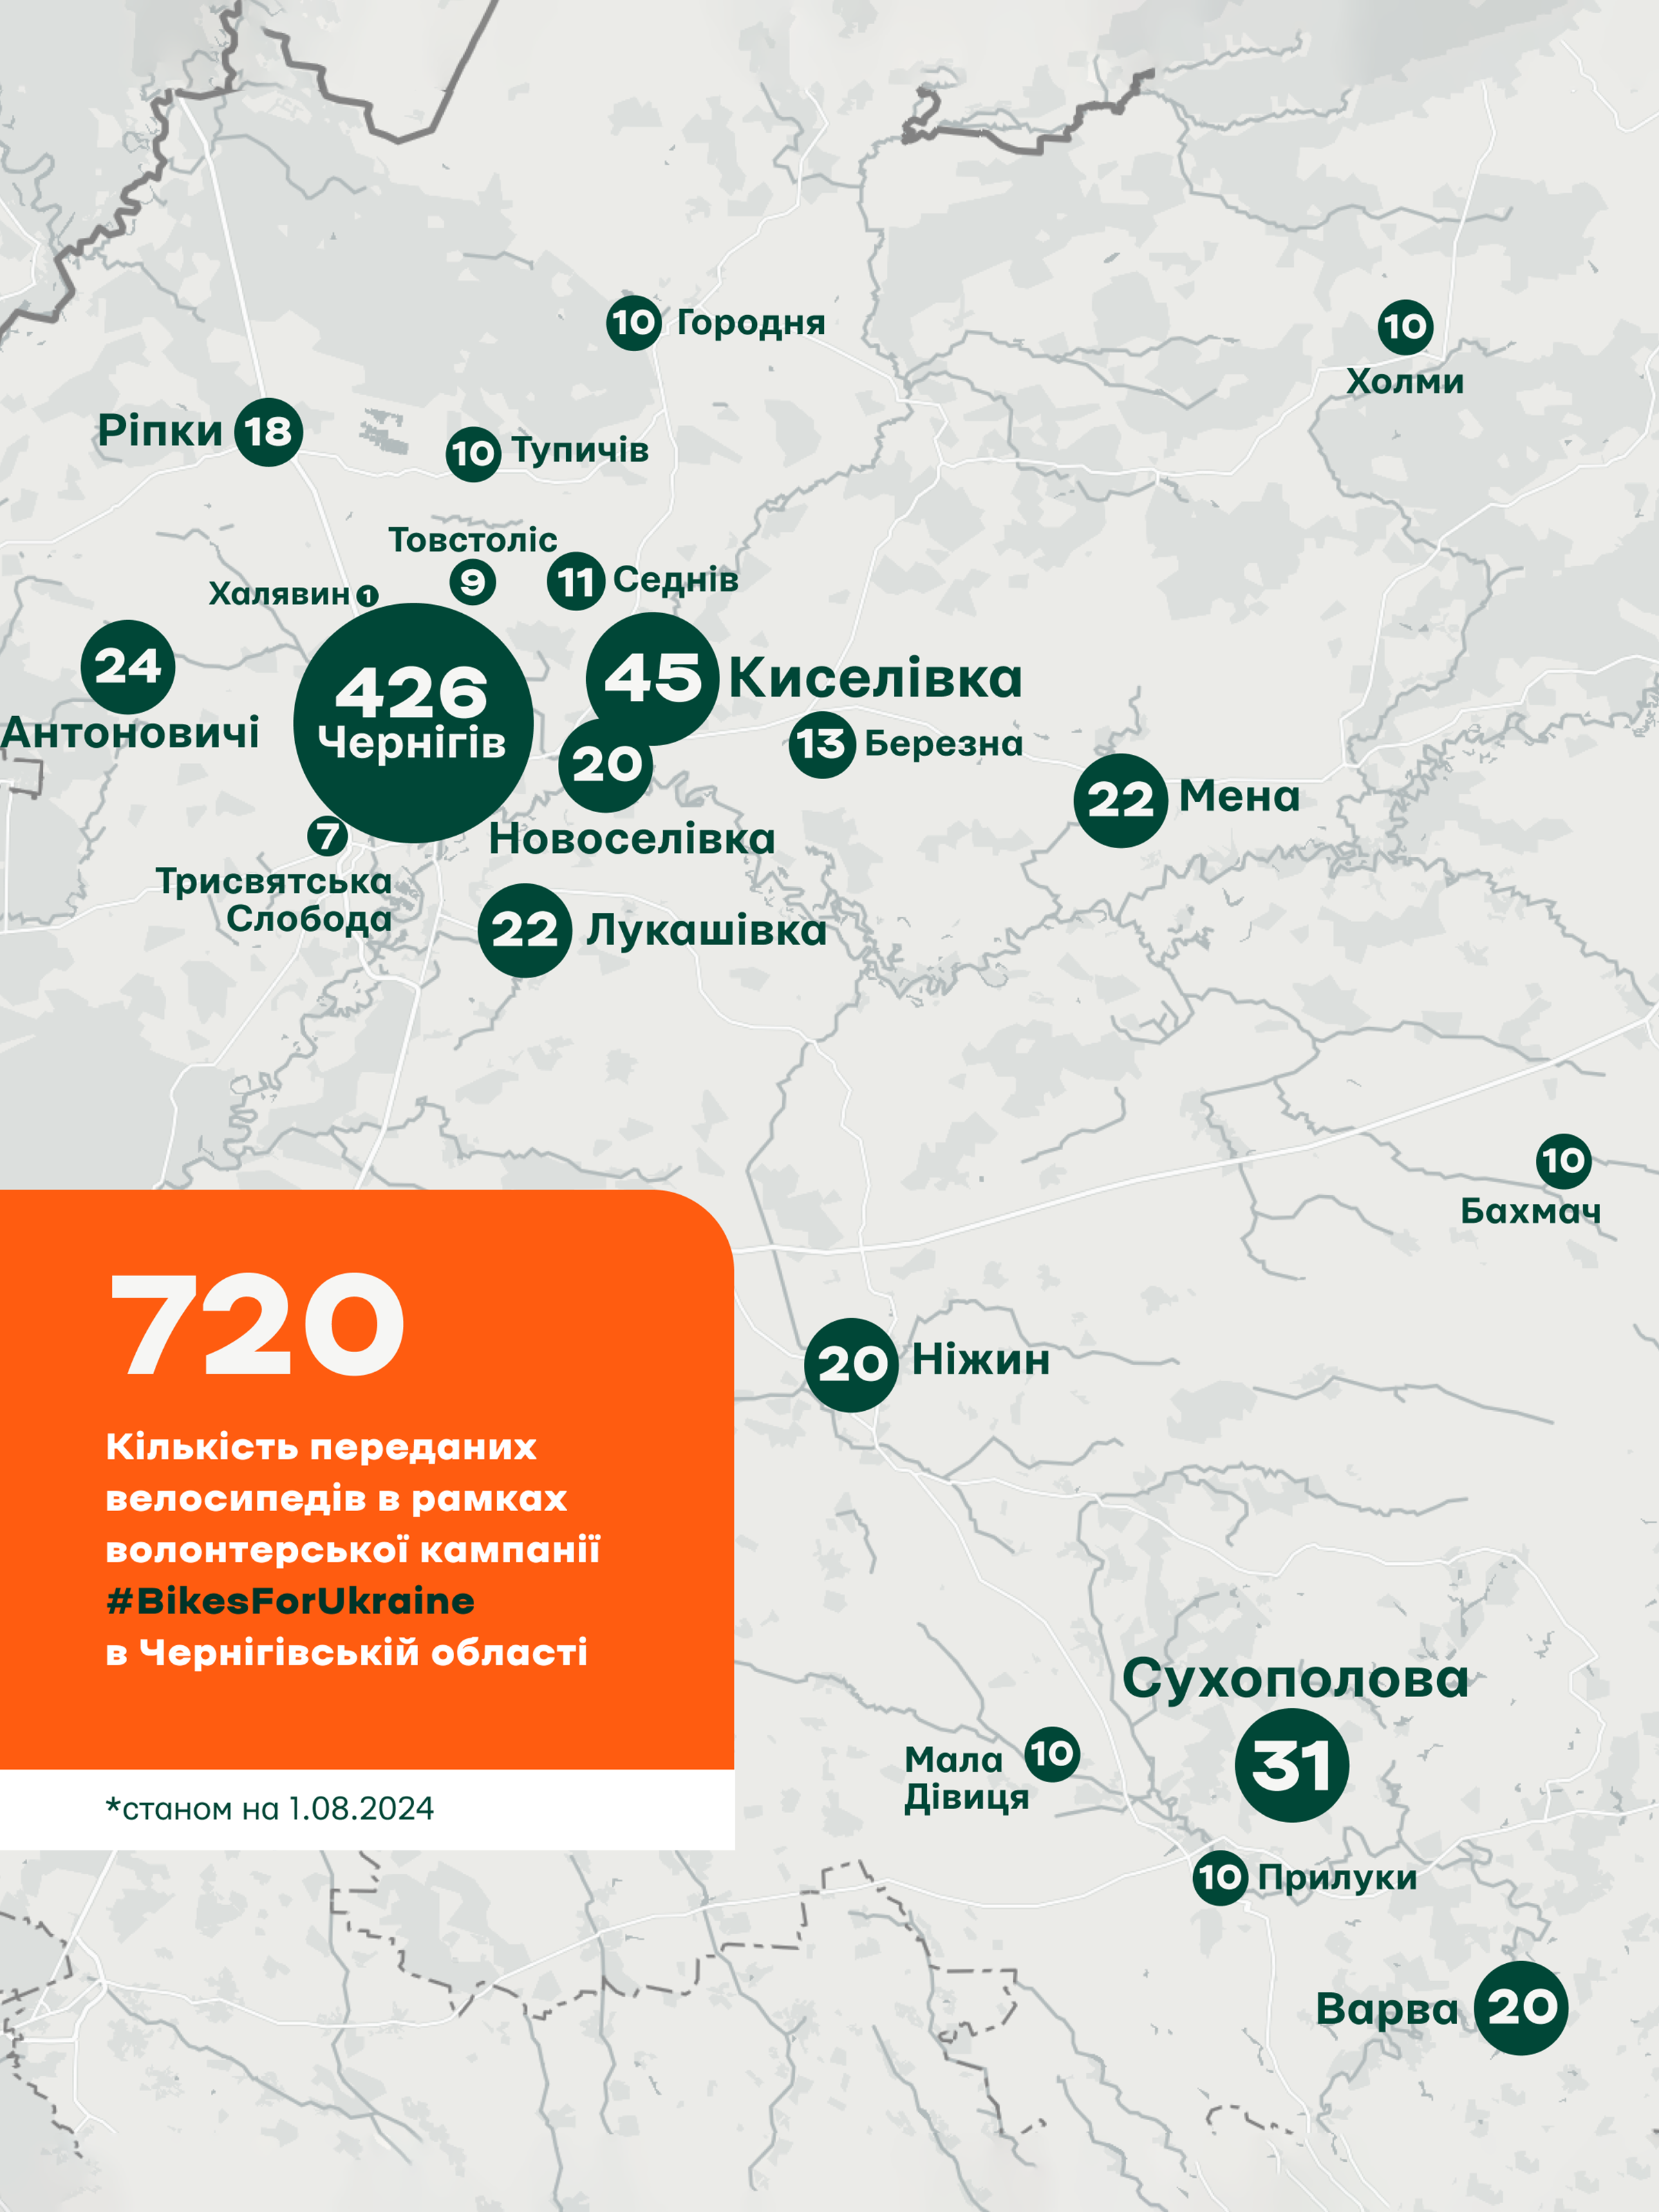 10 Городня
10
Холми
Ріпки 18
10 Тупичів
Товстоліс
9
11 Седнів
Халявин 1
24
Антоновичі
426
Чернігів
45 Киселівка
20
Новоселівка
13 Березна
22 Мена
7
Трисвятська
Слобода
22 Лукашівка
10
Бахмач
720
Кількість переданих
велосипедів в рамках
волонтерської кампанії
#BikesForUkraine
в Чернігівській області
*станом на 1.08.2024
20 Ніжин
Сухополова
31
Мала 10
Дівиця
10 Прилуки
Варва 20